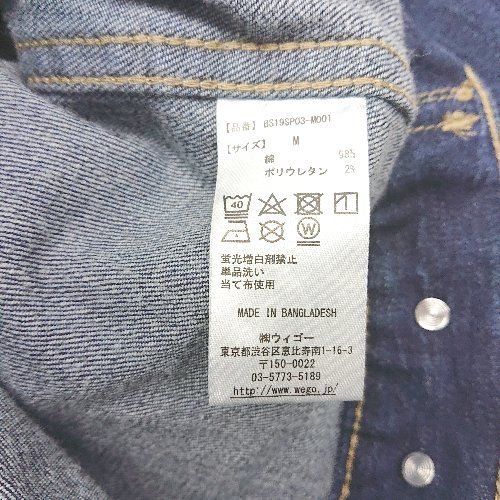 【品番】 BS19SP03-M001
【サイズ】 M
綿 98%
ポリウレタン 2%
40
W
蛍光増白剤禁止
単品洗い
当て布使用
MADE IN BANGLADESH
㈱ウィゴー
東京都渋谷区恵比寿南1-16-3
〒150-0022
03-5773-5189
http://www.wego.jp/